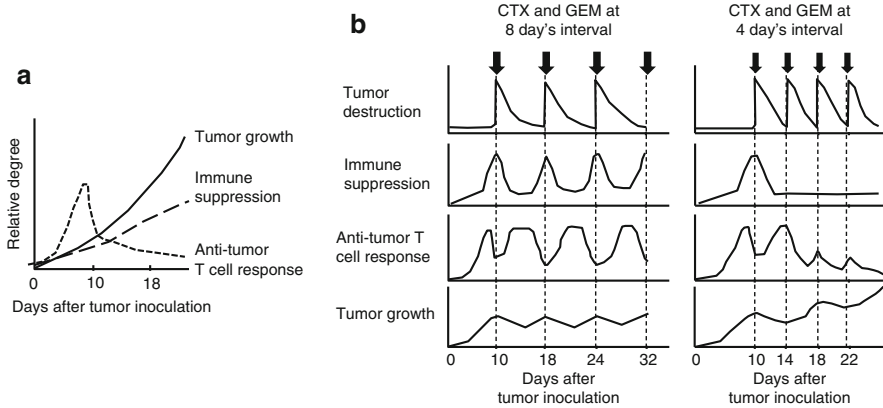 a
Relative degree
Tumor growth
Immune
suppression
Anti-tumor
T cell response
0
10
18
Days after tumor inoculation
b
CTX and GEM at
8 day's interval
CTX and GEM at
4 day's interval
Tumor
destruction
Immune
suppression
Anti-tumor T
cell response
Tumor growth
0 10 18 24 32
Days after
tumor inoculation
0 10 14 18 22
Days after
tumor inoculation